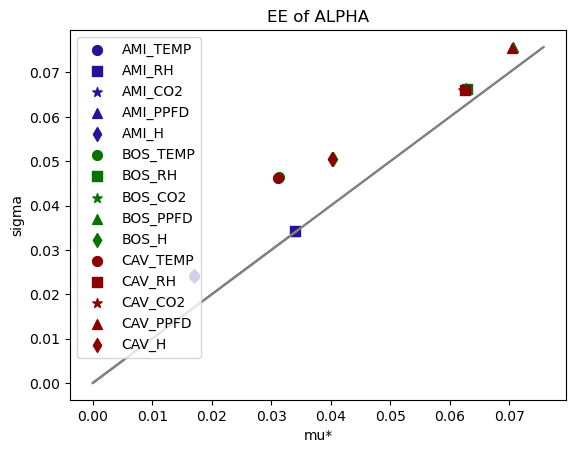 EE of ALPHA
AMI_TEMP
AMI_RH
AMI_CO2
AMI_PPFD
AMI_H
BOS_TEMP
BOS_RH
BOS_CO2
BOS_PPFD
BOS_H
CAV_TEMP
CAV_RH
CAV_CO2
CAV_PPFD
CAV_H
sigma
0.07
0.06
0.05
0.04
0.03
0.02
0.01
0.00
0.00 0.01 0.02 0.03 0.04 0.05 0.06 0.07
mu*